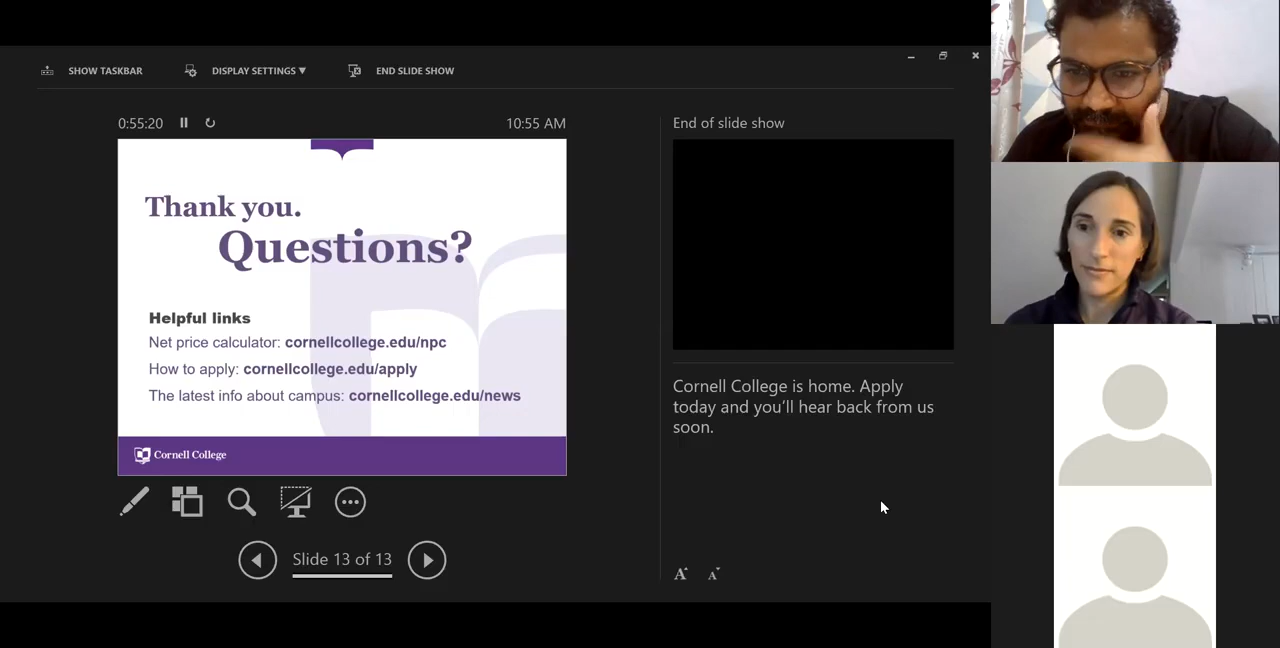 SHOW TASKBAR
DISPLAY SETTINGS ▼
END SLIDE SHOW
0:55:20
10:55 AM
Thank you.
Questions?
Helpful links
Net price calculator: cornellcollege.edu/npc
How to apply: cornellcollege.edu/apply
The latest info about campus: cornellcollege.edu/news
Cornell College
Slide 13 of 13
End of slide show
Cornell College is home. Apply
today and you’ll hear back from us
soon.
A
A